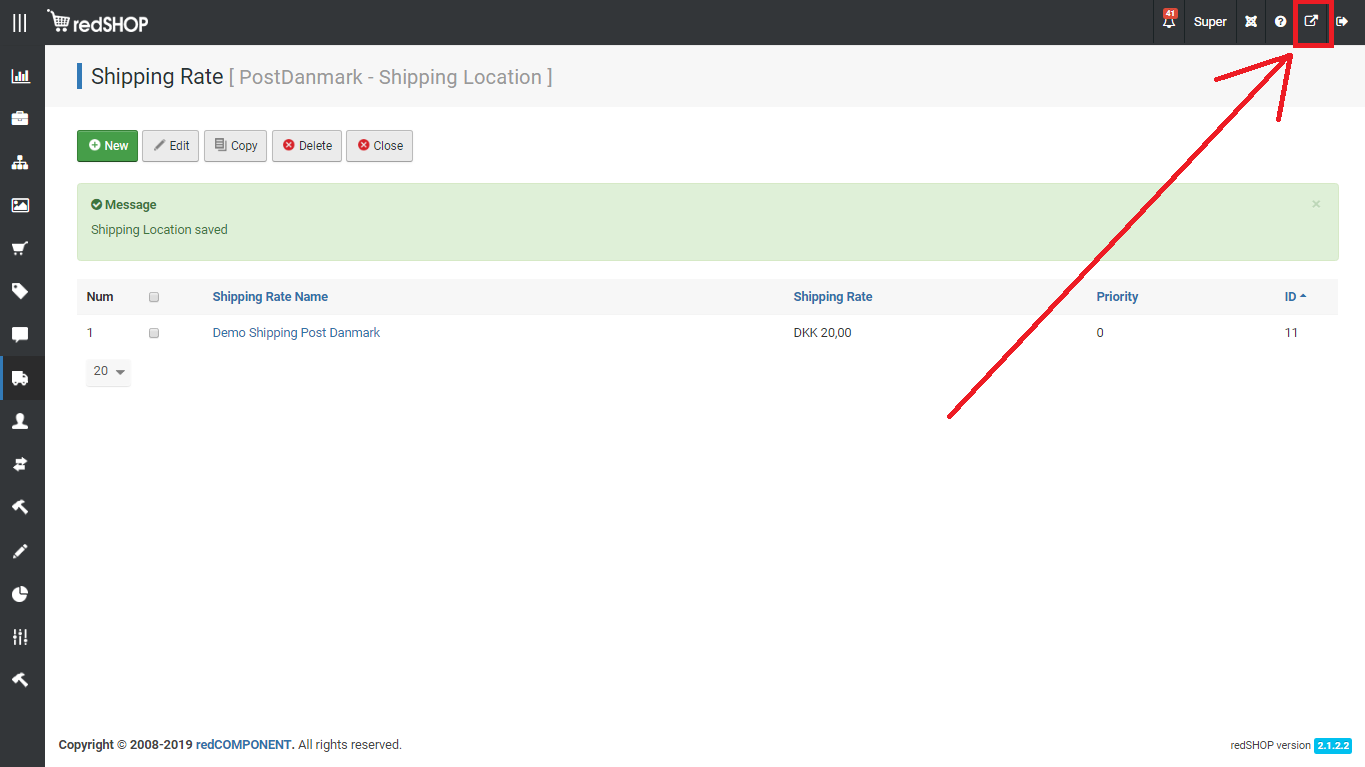 redSHOP
41
Super
Shipping Rate [ PostDanmark - Shipping Location ]
New Edit Copy Delete Close
Message
×
Shipping Location saved
Num Shipping Rate Name Shipping Rate Priority ID
1 Demo Shipping Post Danmark DKK 20,00 0 11
20
Copyright © 2008-2019 redCOMPONENT. All rights reserved.
redSHOP version 2.1.2.2